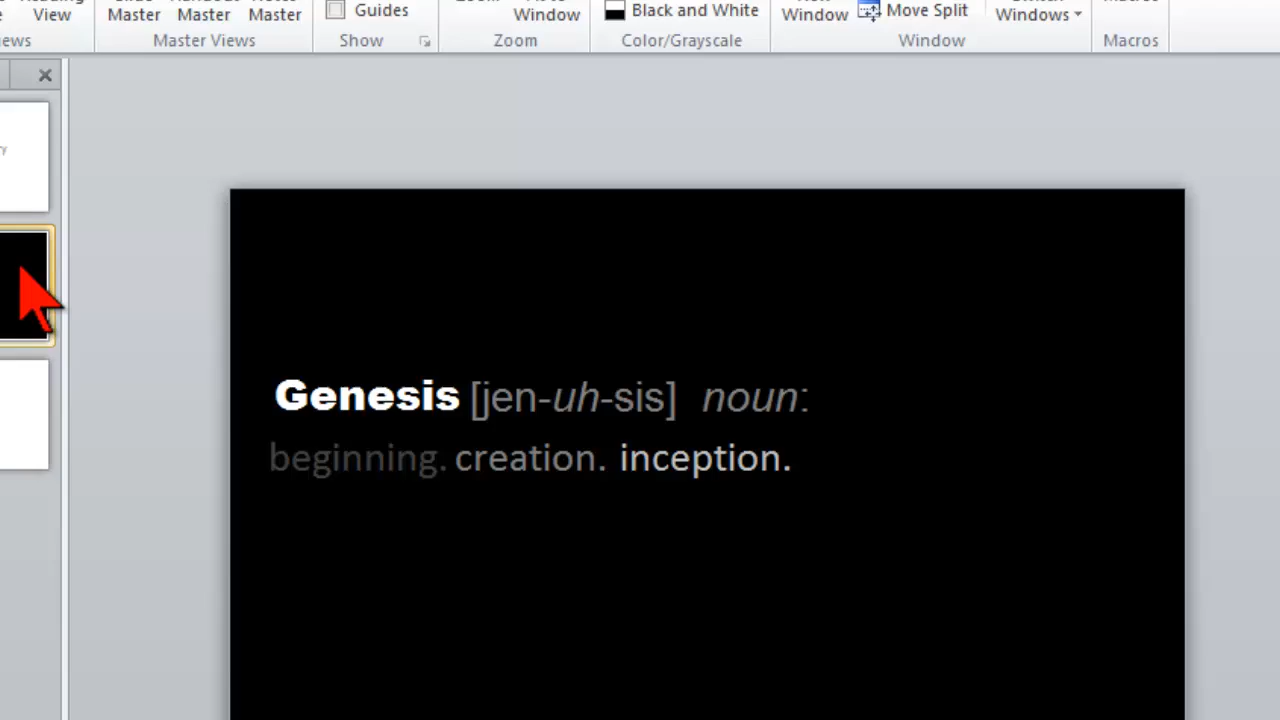 View
Master
Master
Master
Guides
Window
Black and White
Window
Move Split
Windows
Master Views
Show
Zoom
Color/Grayscale
Window
Macros
Genesis [jen-uh-sis] noun:
beginning. creation. inception.